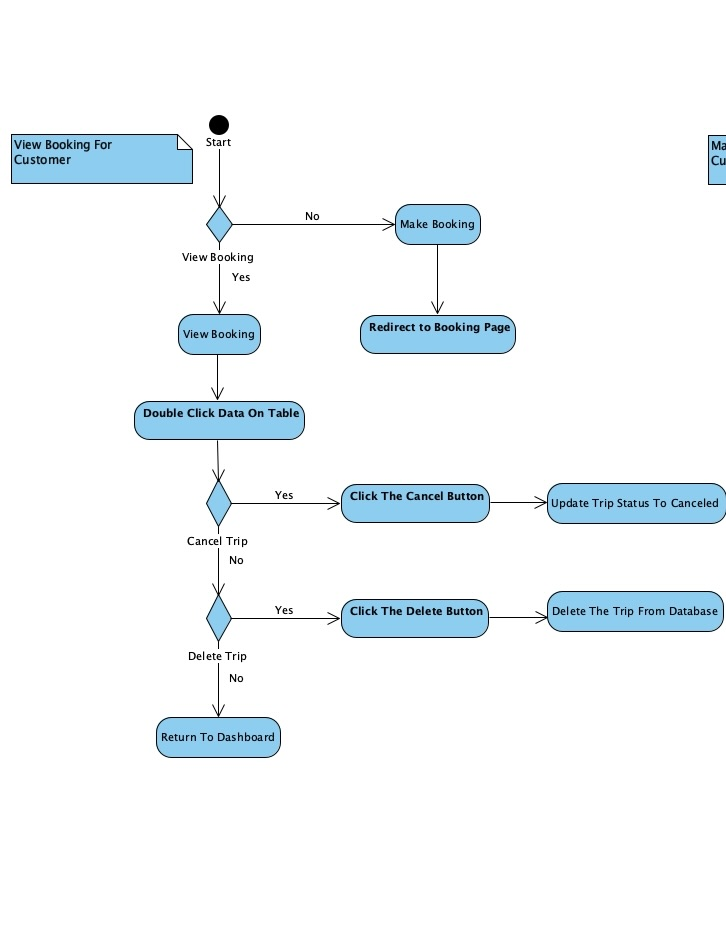 View Booking For
Customer
Start
Ma
Cu
No
Make Booking
View Booking
Yes
View Booking
Redirect to Booking Page
Double Click Data On Table
Yes
Click The Cancel Button
Update Trip Status To Canceled
Cancel Trip
No
Yes
Click The Delete Button
Delete The Trip From Database
Delete Trip
No
Return To Dashboard